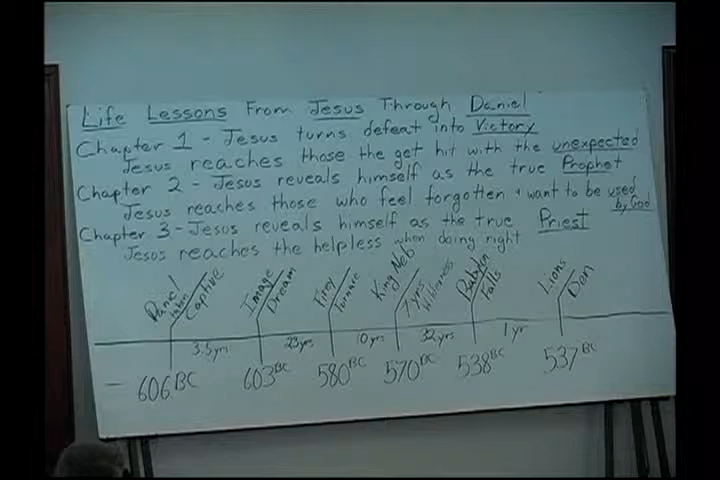 Life Lessons From Jesus Through Daniel
Chapter 1 - Jesus turns defeat into Victory
Jesus reaches those the get hit with the unexpected
Chapter 2 - Jesus reveals himself as the true Prophet
Jesus reaches those who feel forgotten + want to be used by God
Chapter 3 - Jesus reveals himself as the true Priest
Jesus reaches the helpless when doing right
Daniel taken Captive
Image Dream
Firey Furnace
King Neb 7 yrs Wilderness
Babylon Falls
Lions Den
3.5 yrs 23 yrs 10 yrs 32 yrs 1 yr
606 BC 603 BC 580 BC 570 BC 538 BC 537 BC